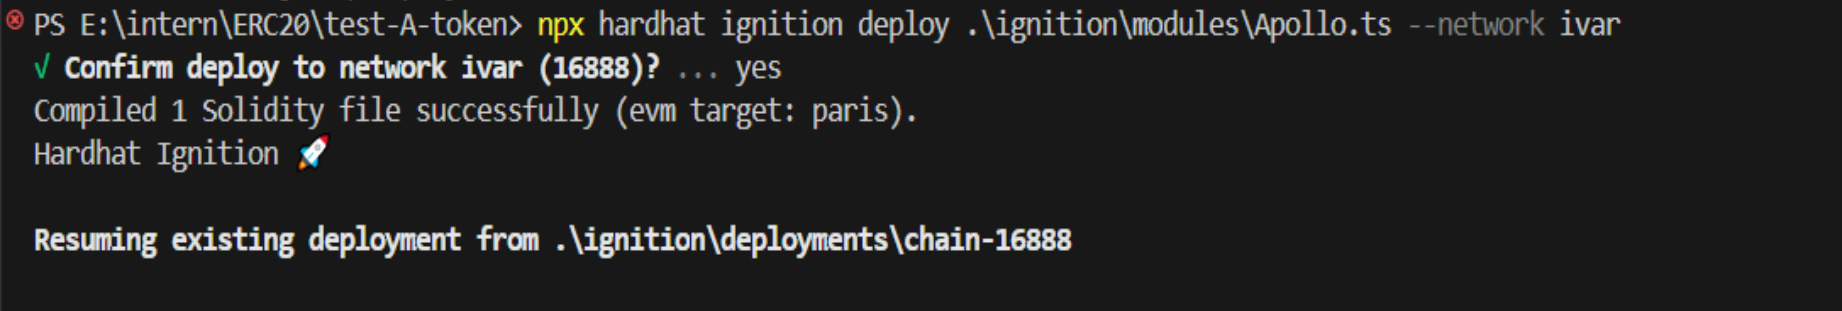 PS E:\intern\ERC20\test-A-token> npx hardhat ignition deploy .\ignition\modules\Apollo.ts --network ivar
√ Confirm deploy to network ivar (16888)? ... yes
Compiled 1 Solidity file successfully (evm target: paris).
Hardhat Ignition 🚀
Resuming existing deployment from .\ignition\deployments\chain-16888